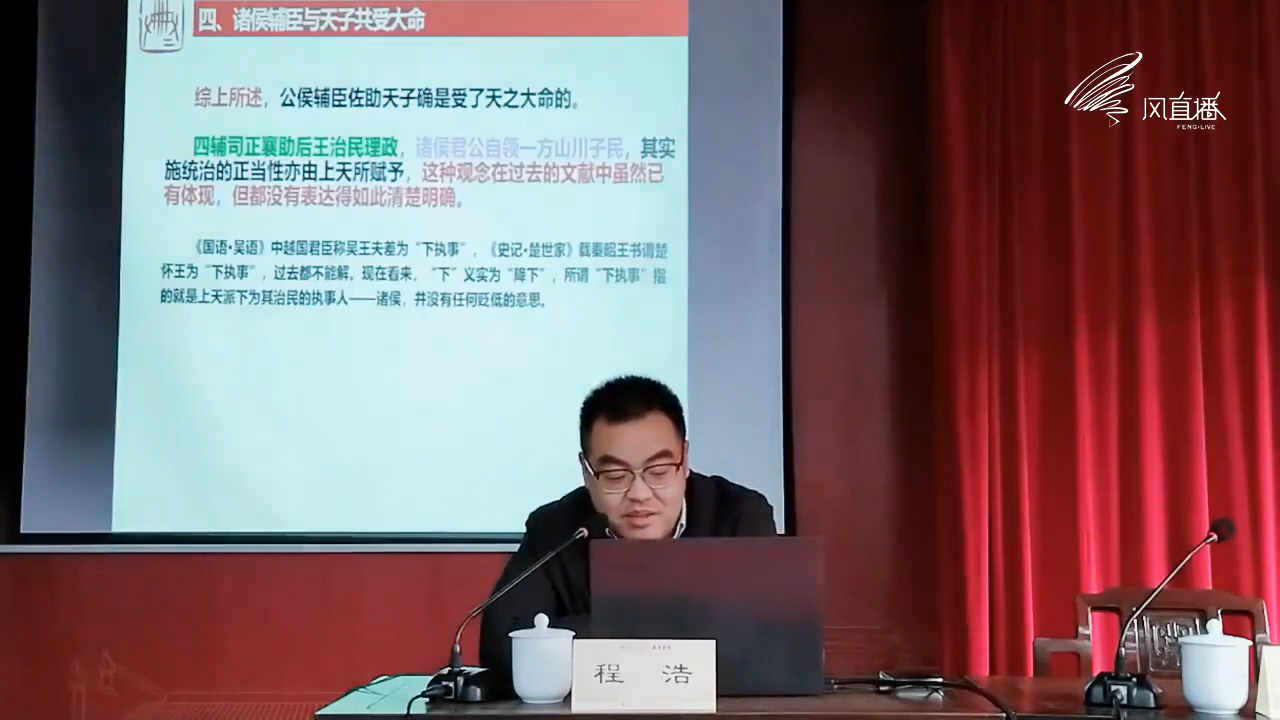 四、诸侯辅臣与天子共受大命
综上所述，公侯辅臣佐助天子确是受了天之大命的。
四辅司正襄助后王治民理政，诸侯君公自领一方山川子民，其实
施统治的正当性亦由上天所赋予，这种观念在过去的文献中虽然已
有体现，但都没有表达得如此清楚明确。
《国语·吴语》中越国君臣称吴王夫差为“下执事”，《史记·楚世家》载秦昭王书谓楚
怀王为“下执事”，过去都不能解。现在看来，“下”义实为“降下”，所谓“下执事”指
的就是上天派下为其治民的执事人——诸侯，并没有任何贬低的意思。
风直播
FENG·LIVE
程 浩